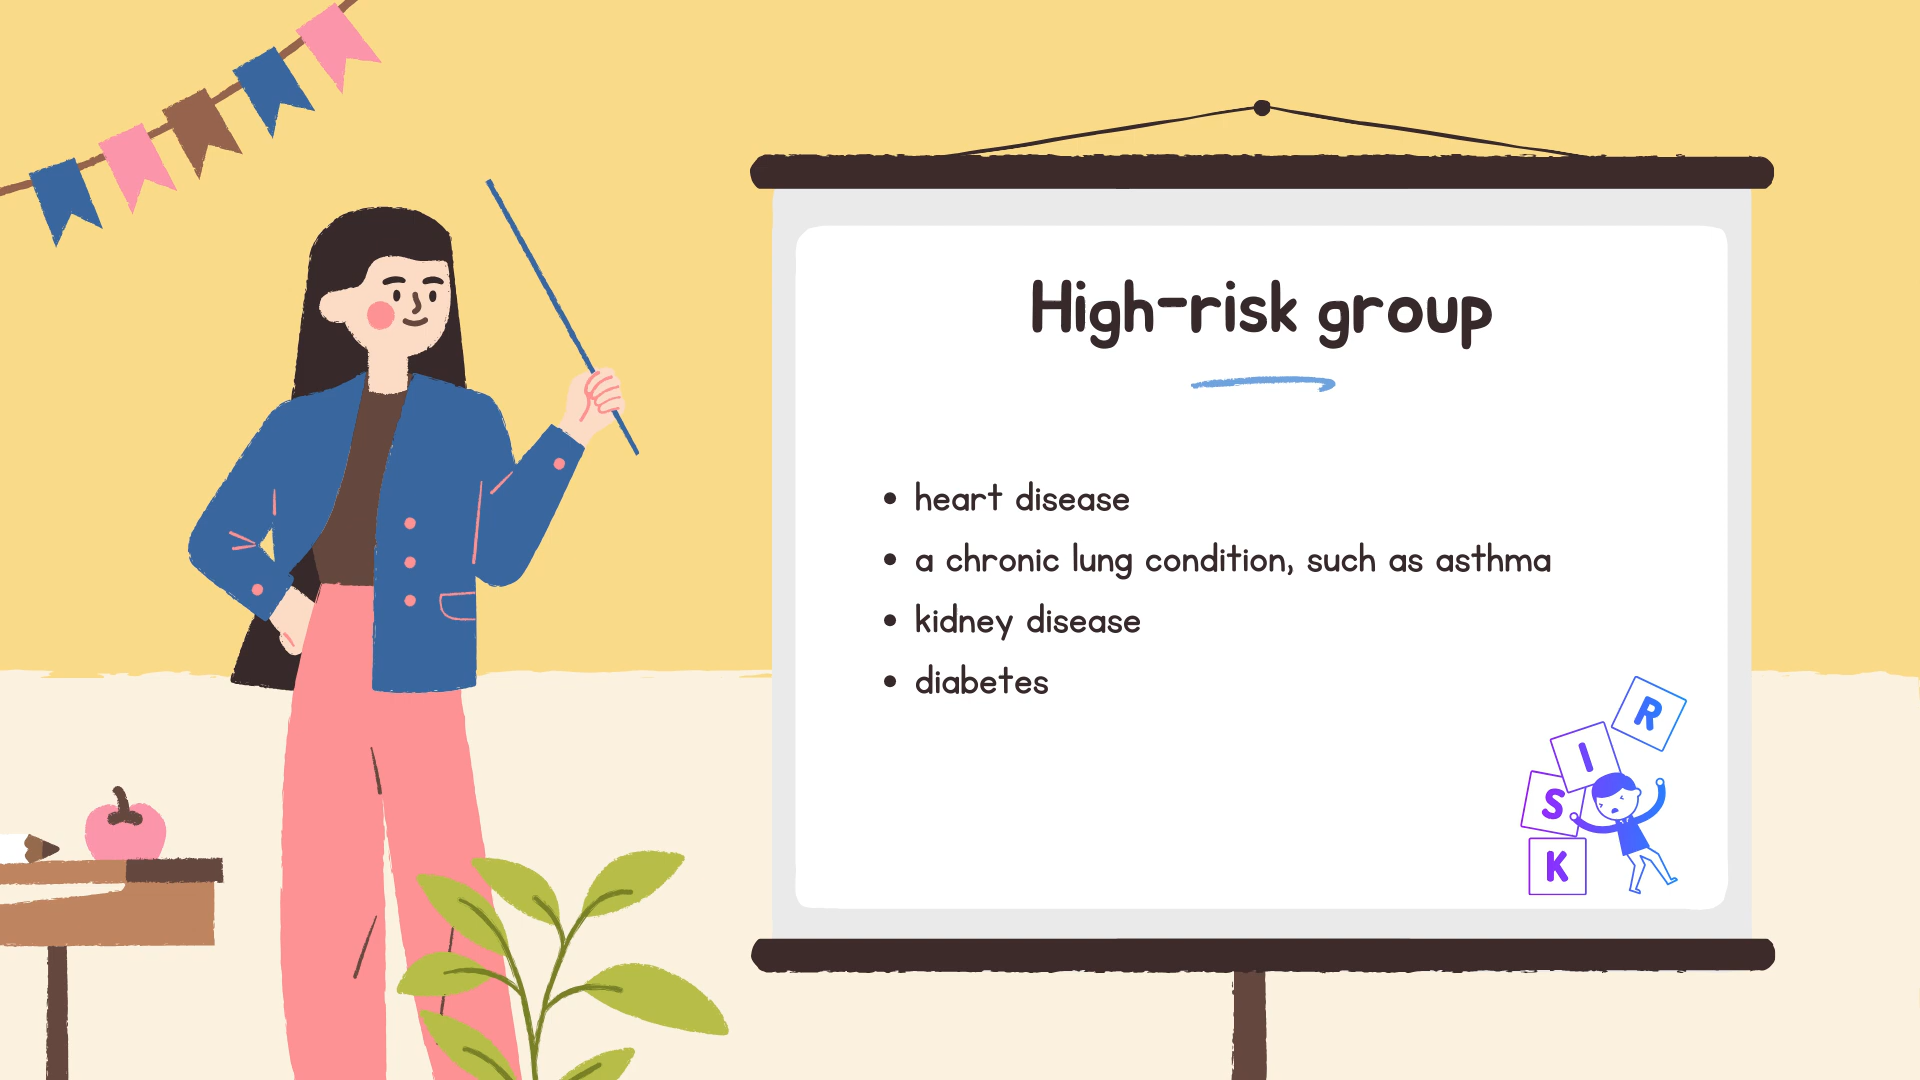 High-risk group
• heart disease
• a chronic lung condition, such as asthma
• kidney disease
• diabetes
R
I
S
K